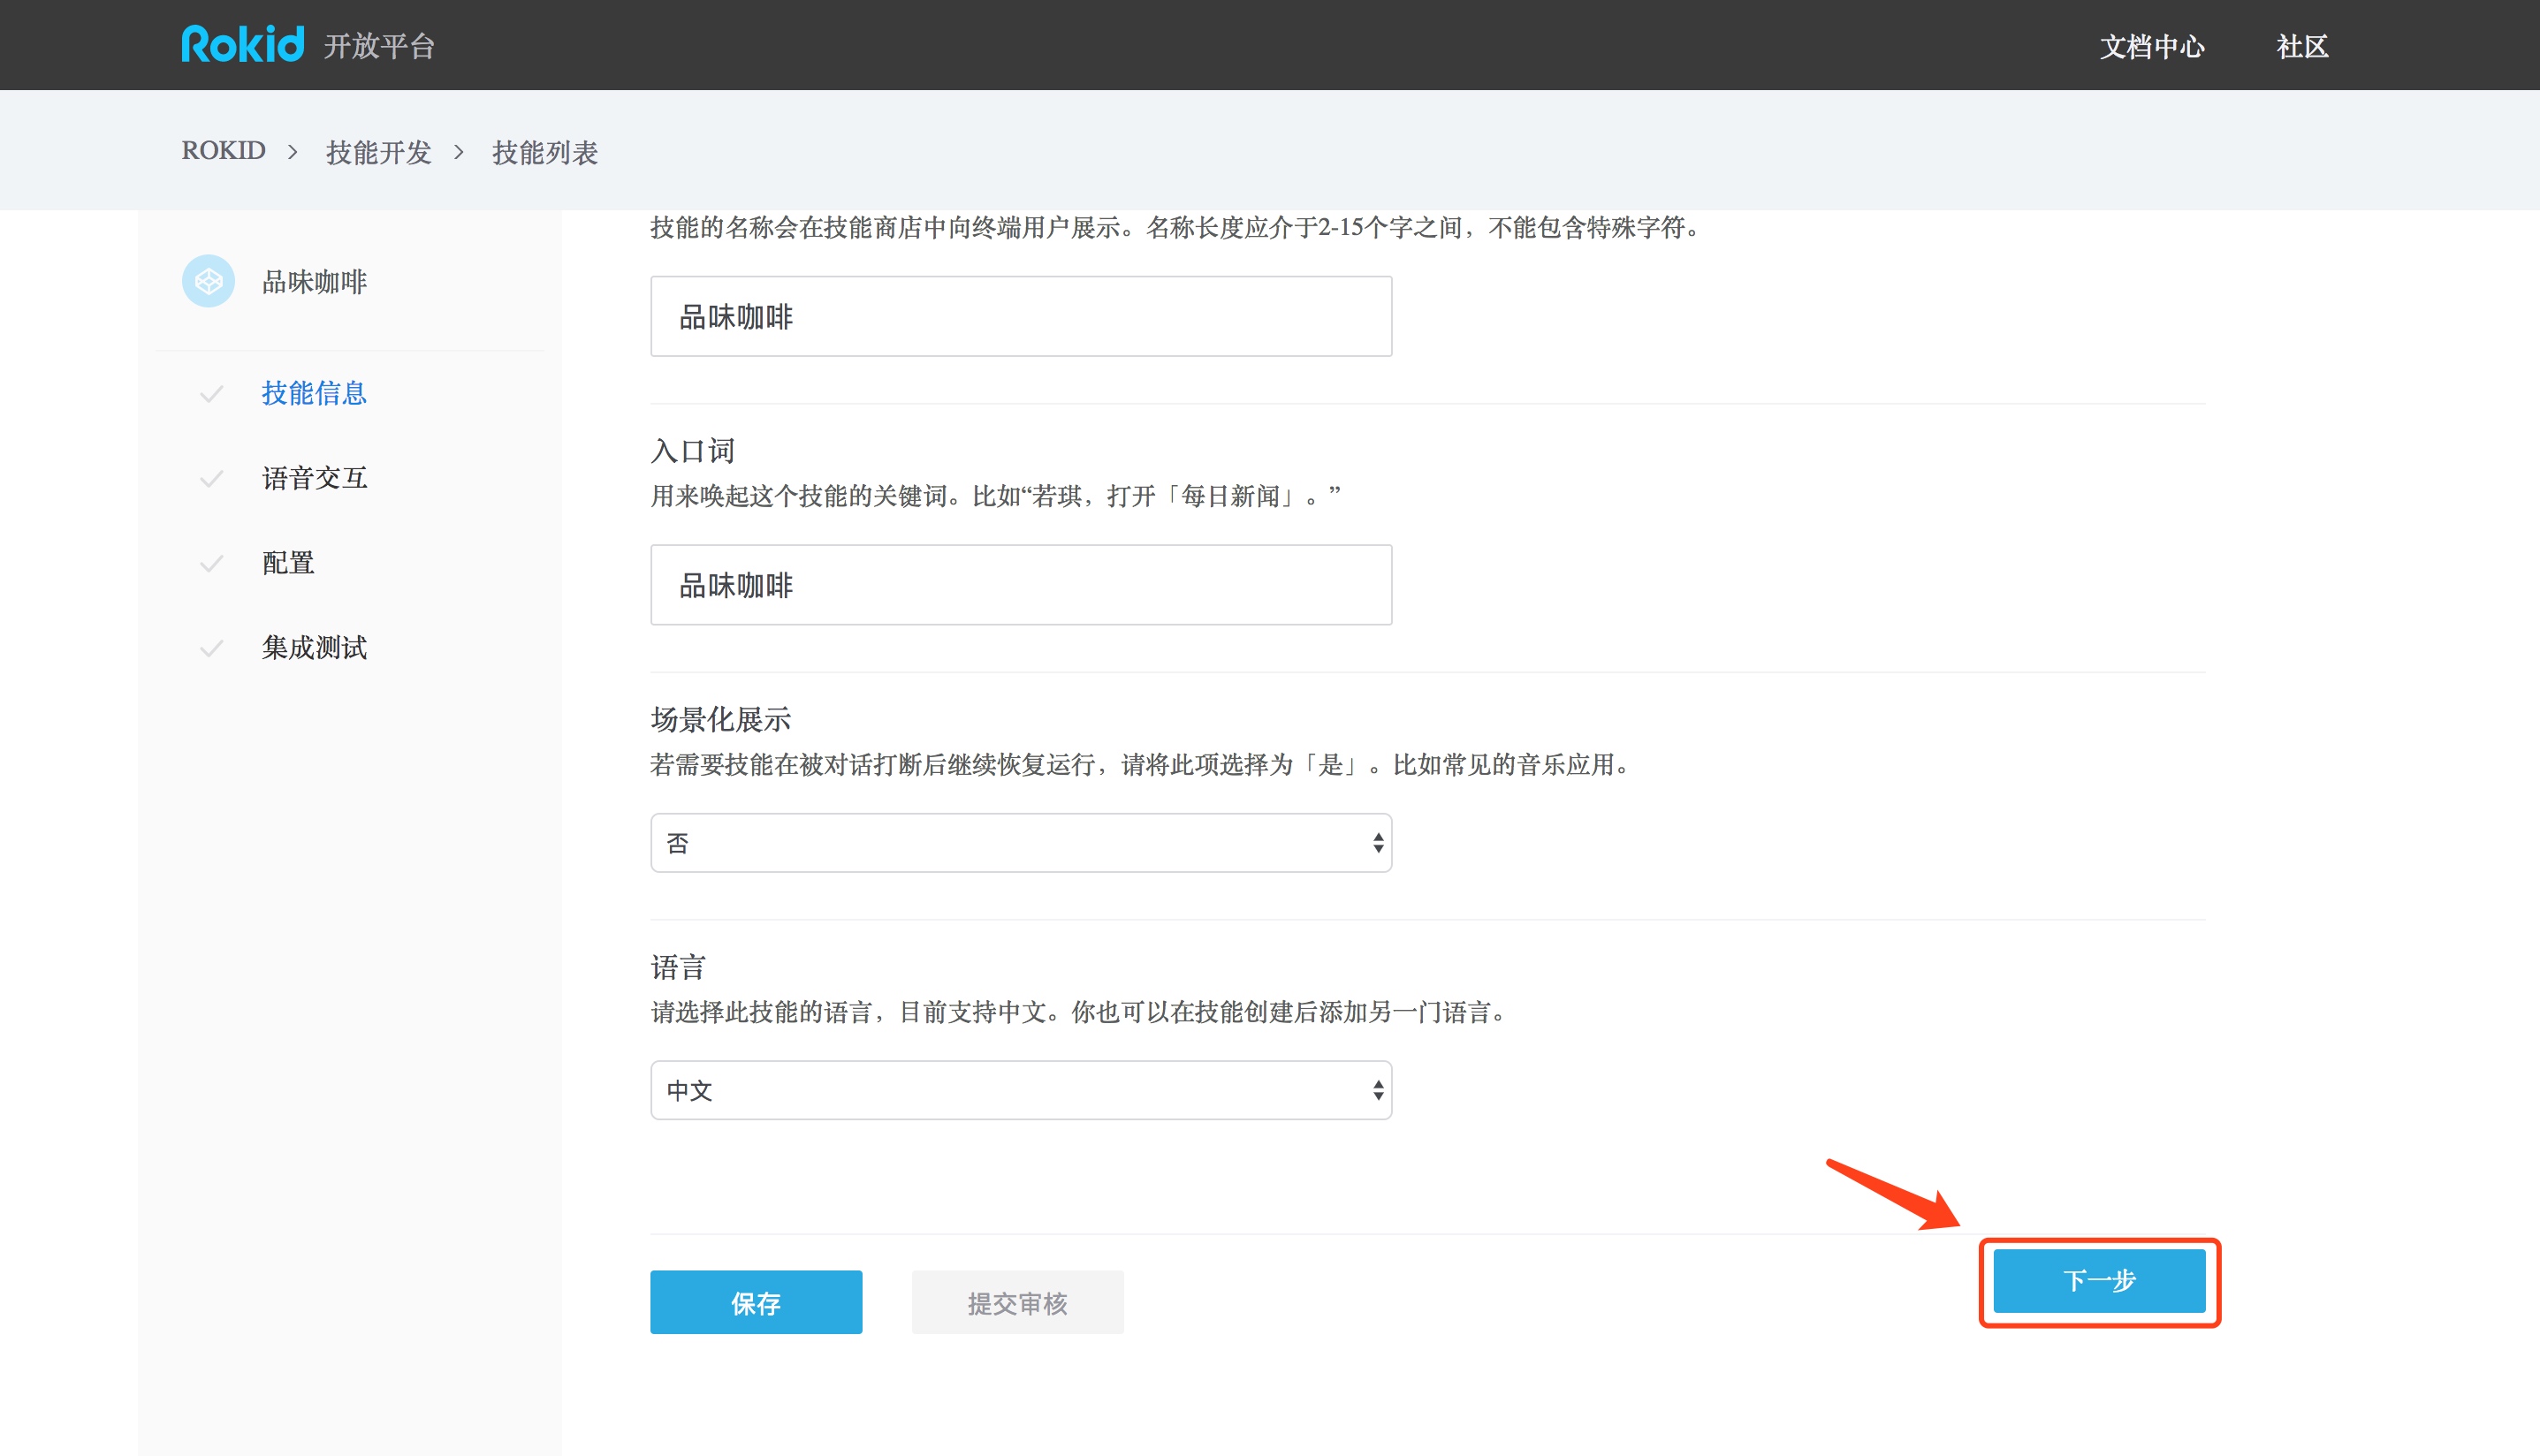 Rokid 开放平台
文档中心
社区
ROKID > 技能开发 > 技能列表
品味咖啡
技能信息
语音交互
配置
集成测试
技能的名称会在技能商店中向终端用户展示。名称长度应介于2-15个字之间，不能包含特殊字符。
品味咖啡
入口词
用来唤起这个技能的关键词。比如“若琪，打开「每日新闻」。”
品味咖啡
场景化展示
若需要技能在被对话打断后继续恢复运行，请将此项选择为「是」。比如常见的音乐应用。
否
语言
请选择此技能的语言，目前支持中文。你也可以在技能创建后添加另一门语言。
中文
保存
提交审核
下一步